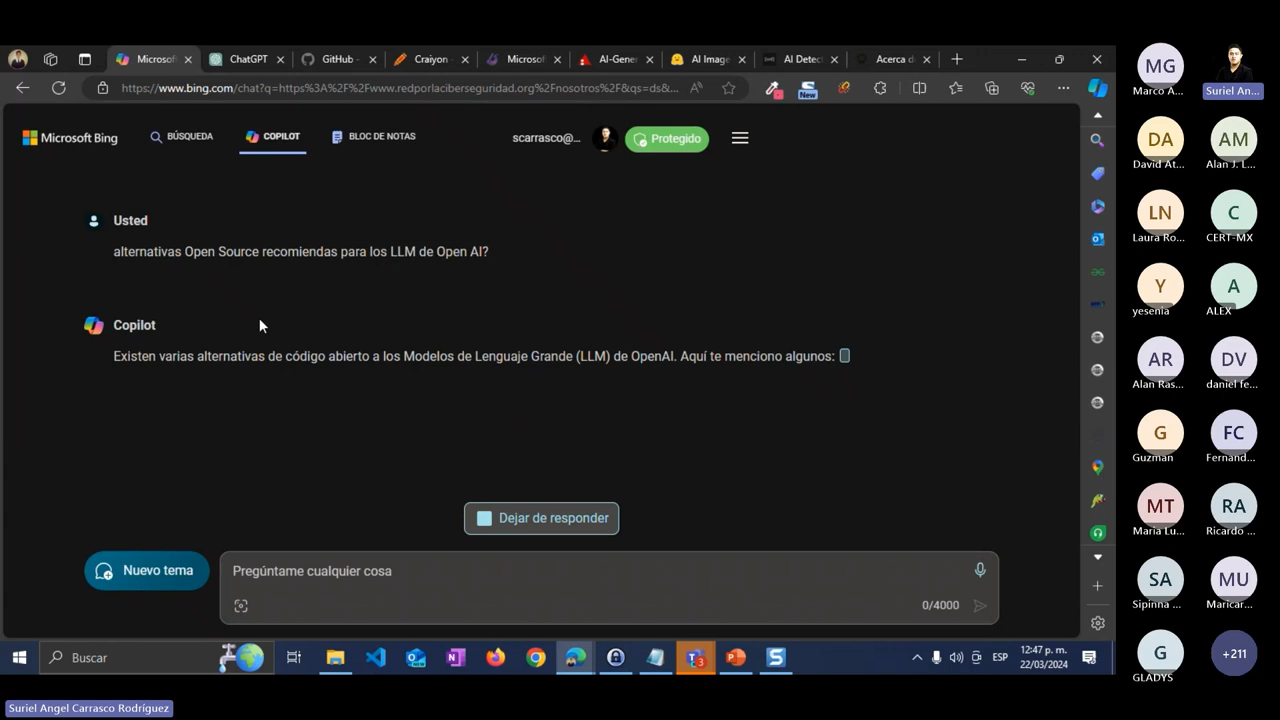 Microsoft
ChatGPT
GitHub -
Craiyon -
Microsoft
AI-Gene
AI Image
AI Detect
Acerca d
https://www.bing.com/chat?q=https%3A%2F%2Fwww.redporlaciberseguridad.org%2Fnosotros%2F&qs=ds&...
New
Microsoft Bing
BÚSQUEDA
COPILOT
BLOC DE NOTAS
scarrasco@...
Protegido
Usted
alternativas Open Source recomiendas para los LLM de Open AI?
Copilot
Existen varias alternativas de código abierto a los Modelos de Lenguaje Grande (LLM) de OpenAI. Aquí te menciono algunos:
Dejar de responder
Nuevo tema
Pregúntame cualquier cosa
0/4000
Buscar
ESP
12:47 p. m.
22/03/2024
Suriel Angel Carrasco Rodríguez
MG
Marco A...
Suriel An...
DA
David At...
AM
Alan J. L...
LN
Laura Ro...
C
CERT-MX
Y
yesenia
A
ALEX
AR
Alan Ras...
DV
daniel fe...
G
Guzman
FC
Fernand...
MT
Maria Lu...
RA
Ricardo ...
SA
Sipinna ...
MU
Maricar...
G
GLADYS
+211